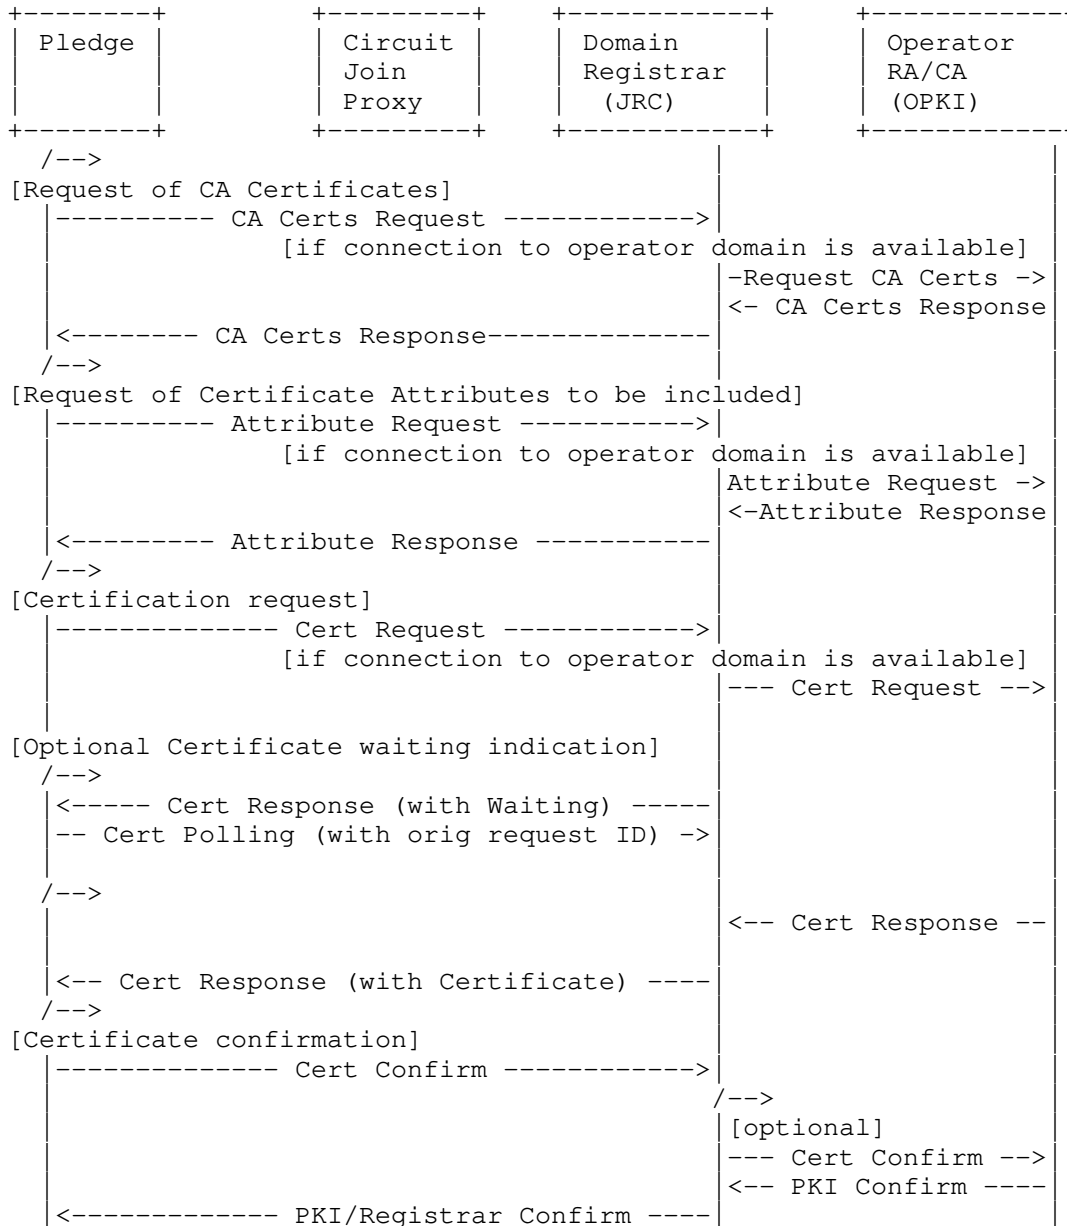 +--------+ +---------+ +------------+ +------------
| Pledge | | Circuit | | Domain | | Operator
| | | Join | | Registrar | | RA/CA
| | | Proxy | | (JRC) | | (OPKI)
+--------+ +---------+ +------------+ +------------
/-->
[Request of CA Certificates]
|---------- CA Certs Request ------------>|
[if connection to operator domain is available]
|-Request CA Certs ->|
|<- CA Certs Response|
|<-------- CA Certs Response--------------|
/-->
[Request of Certificate Attributes to be included]
|---------- Attribute Request ----------->|
[if connection to operator domain is available]
|Attribute Request ->|
|<-Attribute Response|
|<--------- Attribute Response -----------|
/-->
[Certification request]
|-------------- Cert Request ------------>|
[if connection to operator domain is available]
|--- Cert Request -->|
[Optional Certificate waiting indication]
/-->
|<----- Cert Response (with Waiting) -----|
|-- Cert Polling (with orig request ID) ->|
/-->
|<-- Cert Response --|
|<-- Cert Response (with Certificate) ----|
/-->
[Certificate confirmation]
|-------------- Cert Confirm ------------>|
/-->
|[optional]
|--- Cert Confirm -->|
|<-- PKI Confirm ----|
|<------------- PKI/Registrar Confirm ----|